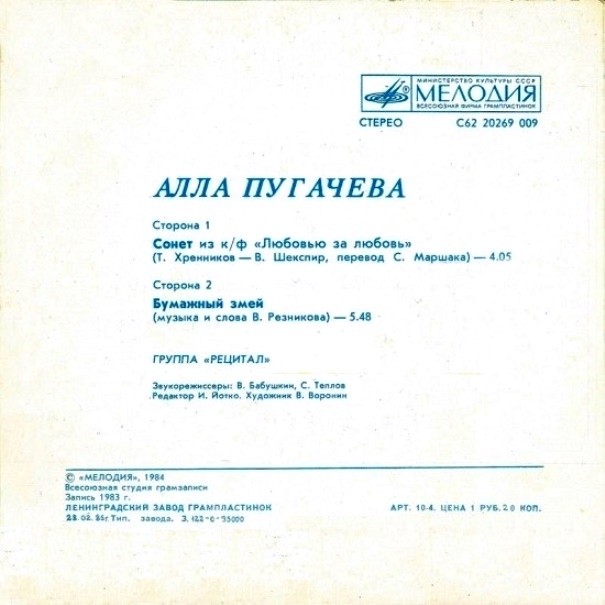 МИНИСТЕРСТВО КУЛЬТУРЫ СССР
МЕЛОДИЯ
ВСЕСОЮЗНАЯ ФИРМА ГРАМПЛАСТИНОК
СТЕРЕО С62 20269 009
АЛЛА ПУГАЧЕВА
Сторона 1
Сонет из к/ф «Любовью за любовь»
(Т. Хренников — В. Шекспир, перевод С. Маршака) — 4.05
Сторона 2
Бумажный змей
(музыка и слова В. Резникова) — 5.48
ГРУППА «РЕЦИТАЛ»
Звукорежиссеры: В. Бабушкин, С. Теплов
Редактор И. Йотко. Художник В. Воронин
© «МЕЛОДИЯ», 1984
Всесоюзная студия грамзаписи
Запись 1983 г.
ЛЕНИНГРАДСКИЙ ЗАВОД ГРАМПЛАСТИНОК АРТ. 10-4. ЦЕНА 1 РУБ. 20 КОП.
Тип. завода. З.